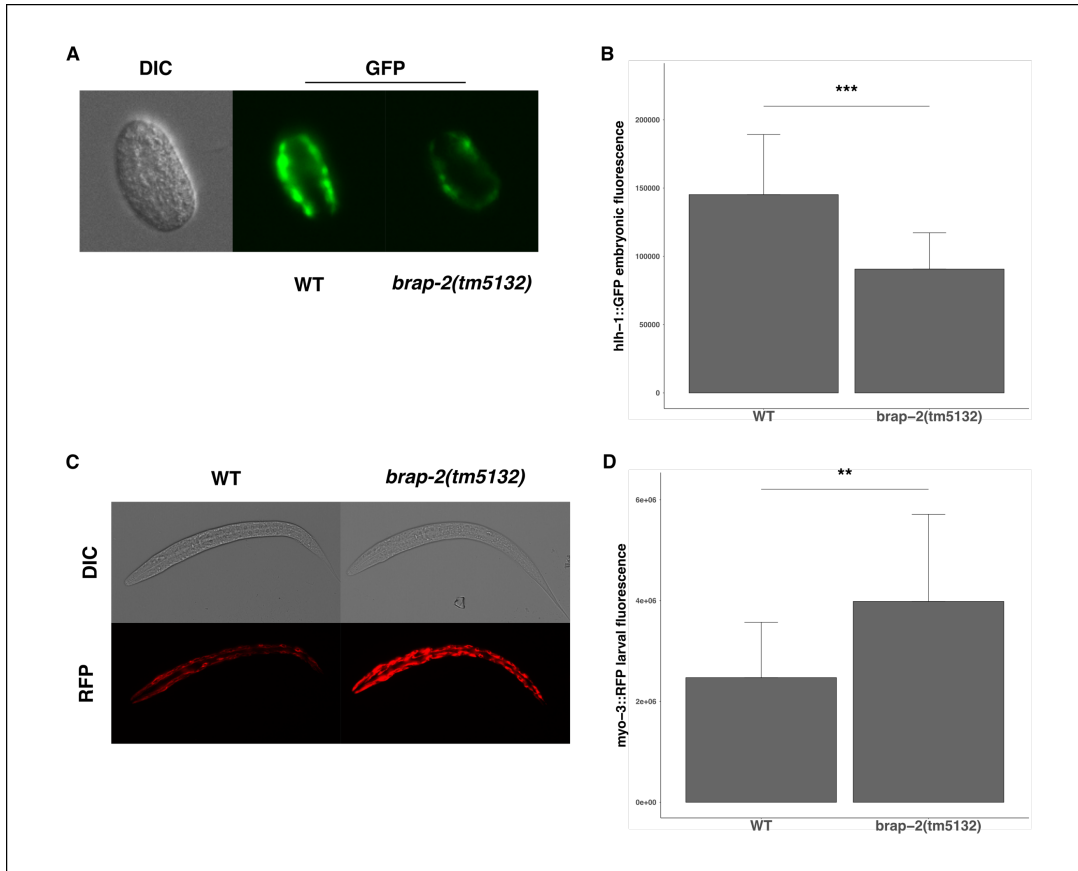 A
DIC
GFP
WT
brap-2(tm5132)
B
***
hlh−1::GFP embryonic fluorescence
200000
150000
100000
50000
0
WT
brap−2(tm5132)
C
WT
brap-2(tm5132)
DIC
RFP
D
**
myo−3::RFP larval fluorescence
6e+06
4e+06
2e+06
0e+00
WT
brap−2(tm5132)